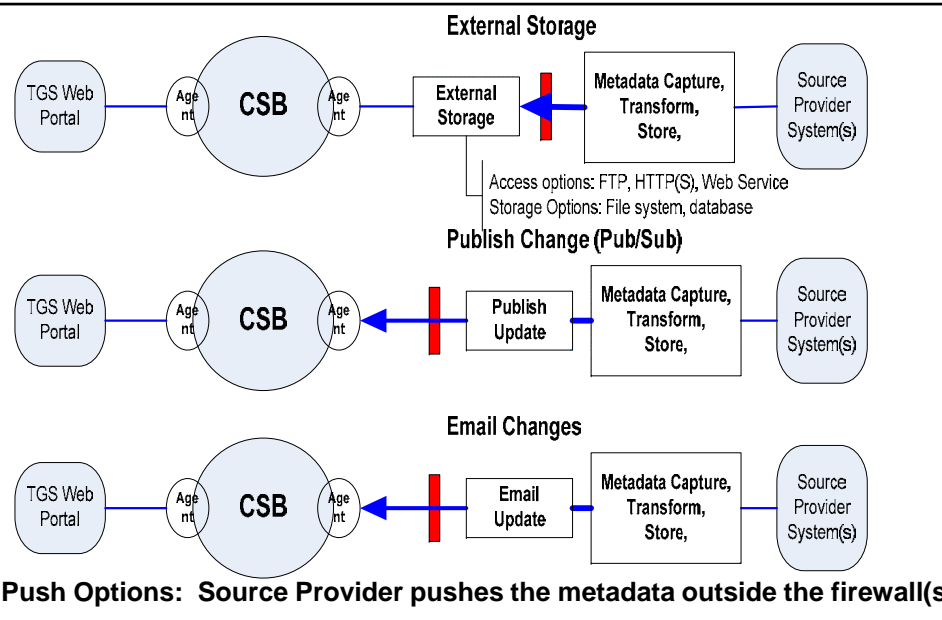 External Storage
TGS Web
Portal
Age
nt
CSB
Age
nt
External
Storage
Metadata Capture,
Transform,
Store,
Source
Provider
System(s)
Access options: FTP, HTTP(S), Web Service
Storage Options: File system, database
Publish Change (Pub/Sub)
TGS Web
Portal
Age
nt
CSB
Age
nt
Publish
Update
Metadata Capture,
Transform,
Store,
Source
Provider
System(s)
Email Changes
TGS Web
Portal
Age
nt
CSB
Age
nt
Email
Update
Metadata Capture,
Transform,
Store,
Source
Provider
System(s)
Push Options: Source Provider pushes the metadata outside the firewall(s